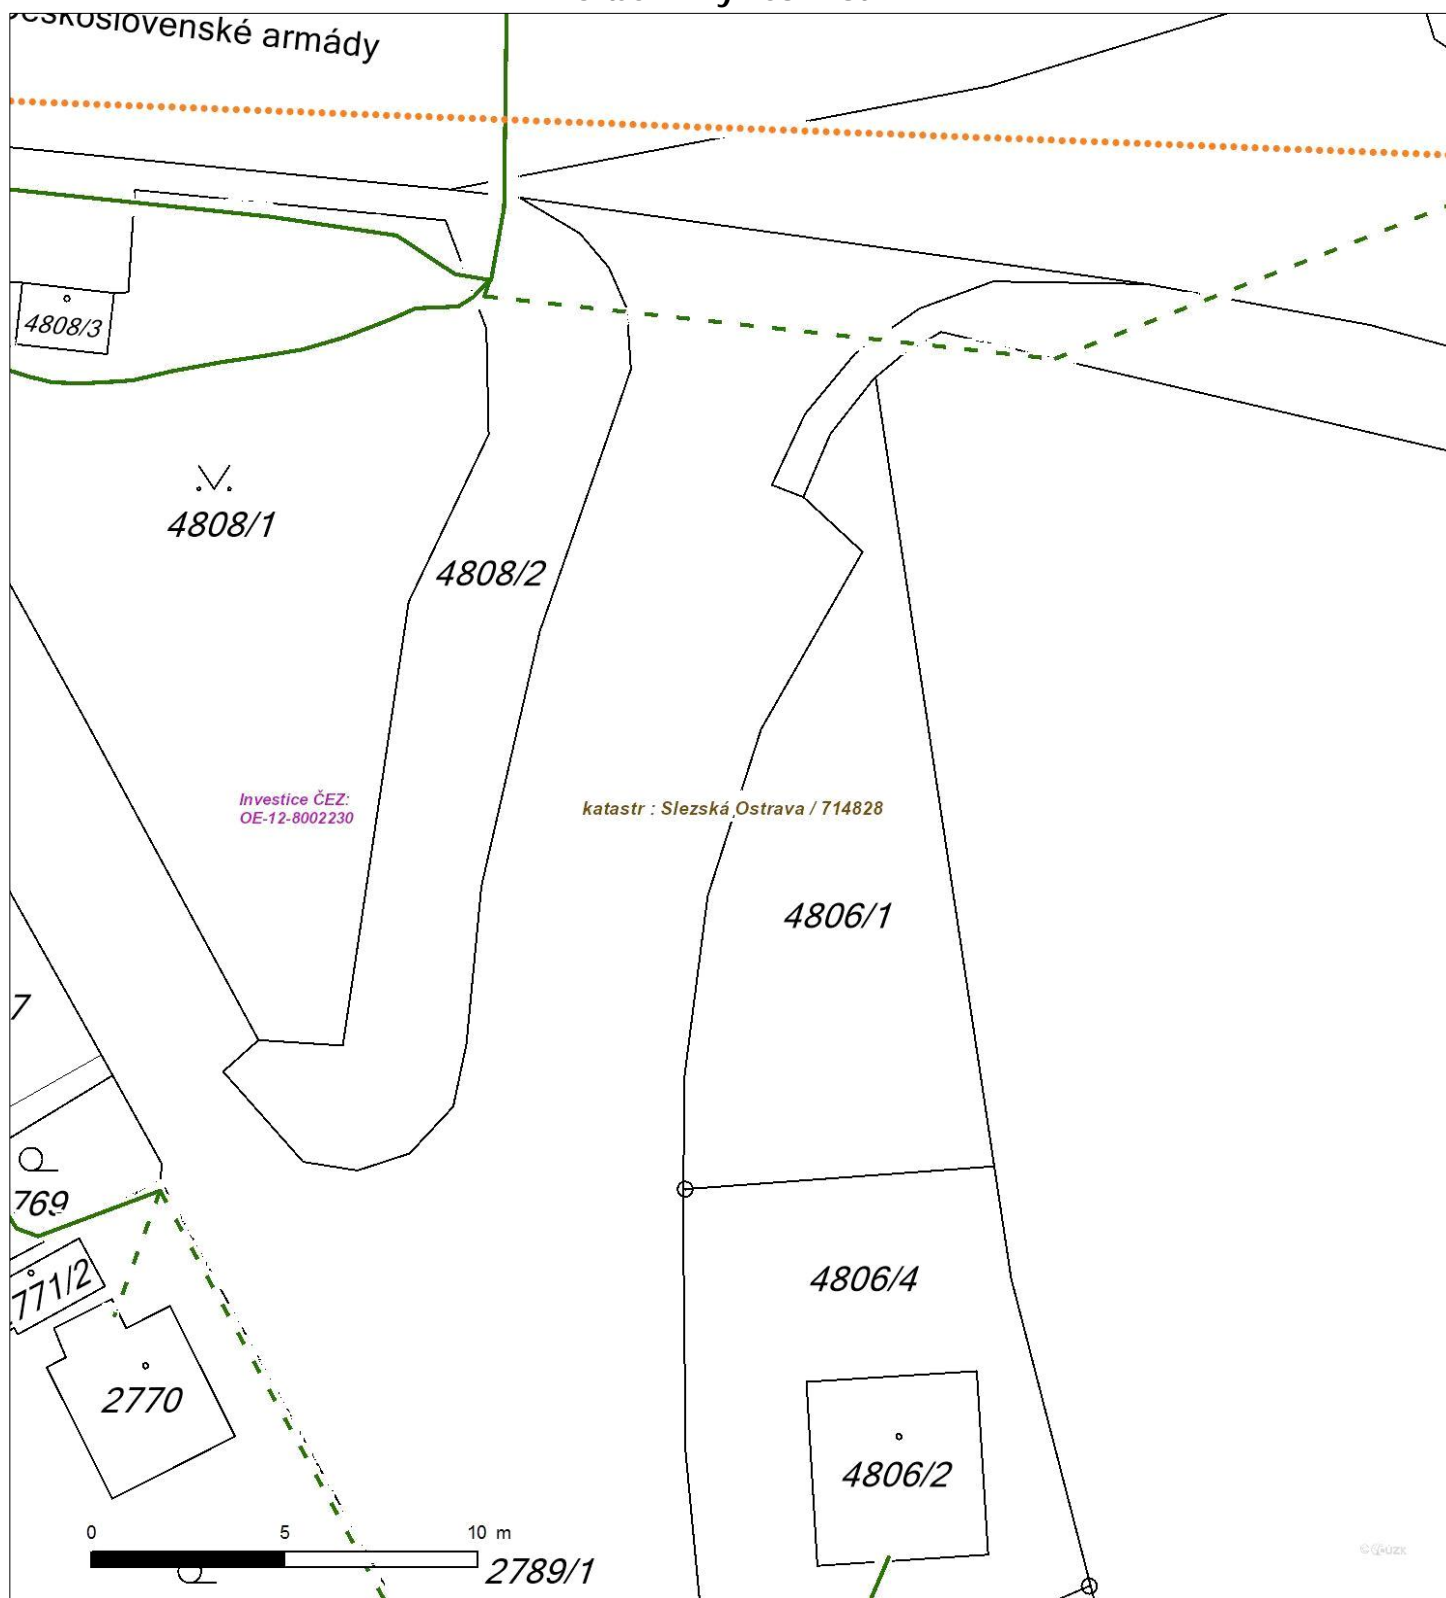 československé armády
4808/3
4808/1
4808/2
Investice ČEZ:
OE-12-8002230
katastr : Slezská Ostrava / 714828
4806/1
7
769
771/2
4806/4
2770
4806/2
0 5 10 m
2789/1